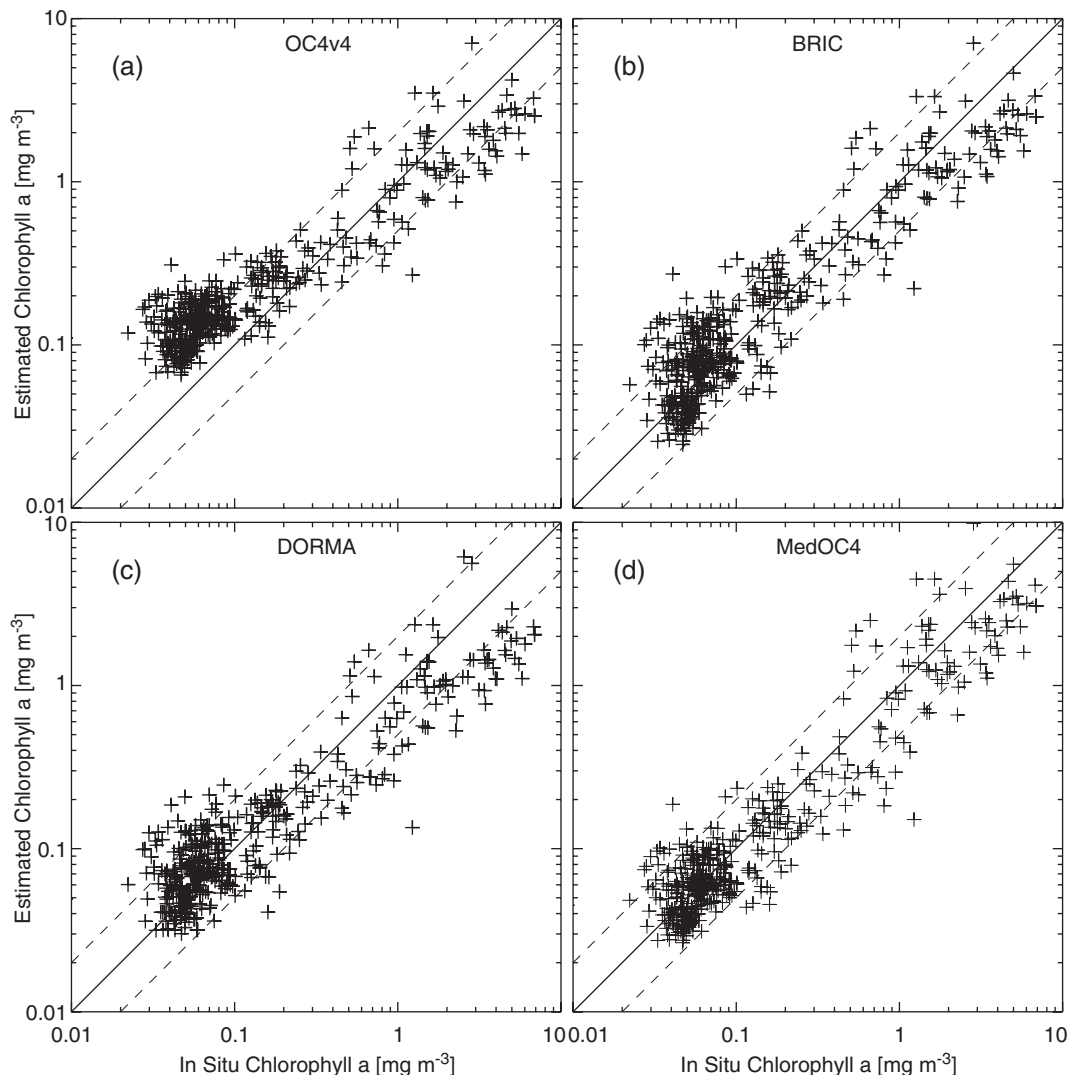 10
OC4v4
BRIC
(a)
(b)
1
0.1
0.01
Estimated Chlorophyll a [mg m-3]
10
DORMA
MedOC4
(c)
(d)
1
0.1
0.01
Estimated Chlorophyll a [mg m-3]
0.01 0.1 1 100.01 0.1 1 10
In Situ Chlorophyll a [mg m-3] In Situ Chlorophyll a [mg m-3]